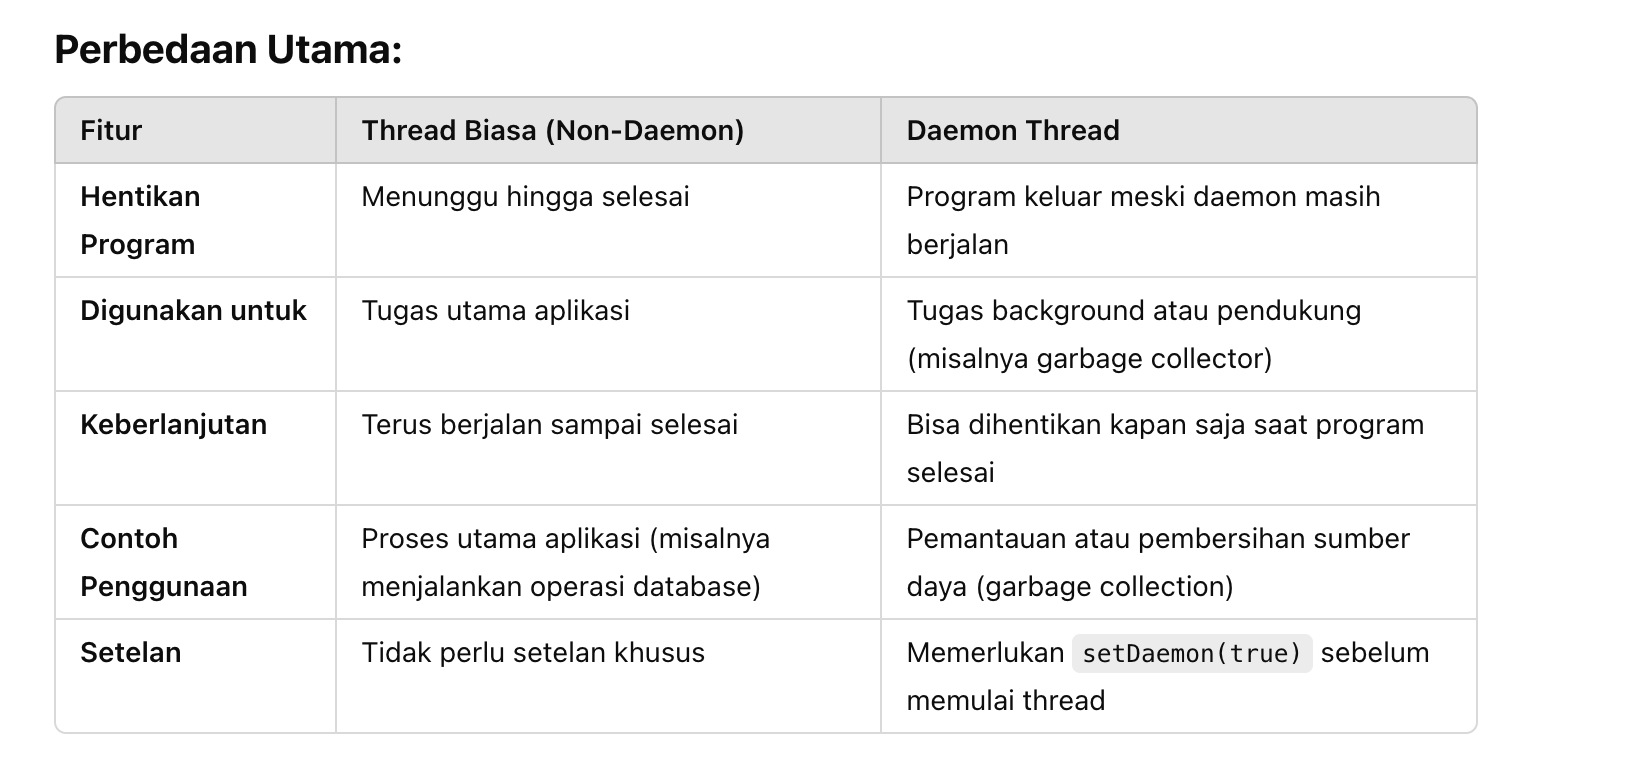 Perbedaan Utama:
Fitur
Thread Biasa (Non-Daemon)
Daemon Thread
Hentikan
Program
Menunggu hingga selesai
Program keluar meski daemon masih
berjalan
Digunakan untuk
Tugas utama aplikasi
Tugas background atau pendukung
(misalnya garbage collector)
Keberlanjutan
Terus berjalan sampai selesai
Bisa dihentikan kapan saja saat program
selesai
Contoh
Penggunaan
Proses utama aplikasi (misalnya
menjalankan operasi database)
Pemantauan atau pembersihan sumber
daya (garbage collection)
Setelan
Tidak perlu setelan khusus
Memerlukan setDaemon(true) sebelum
memulai thread